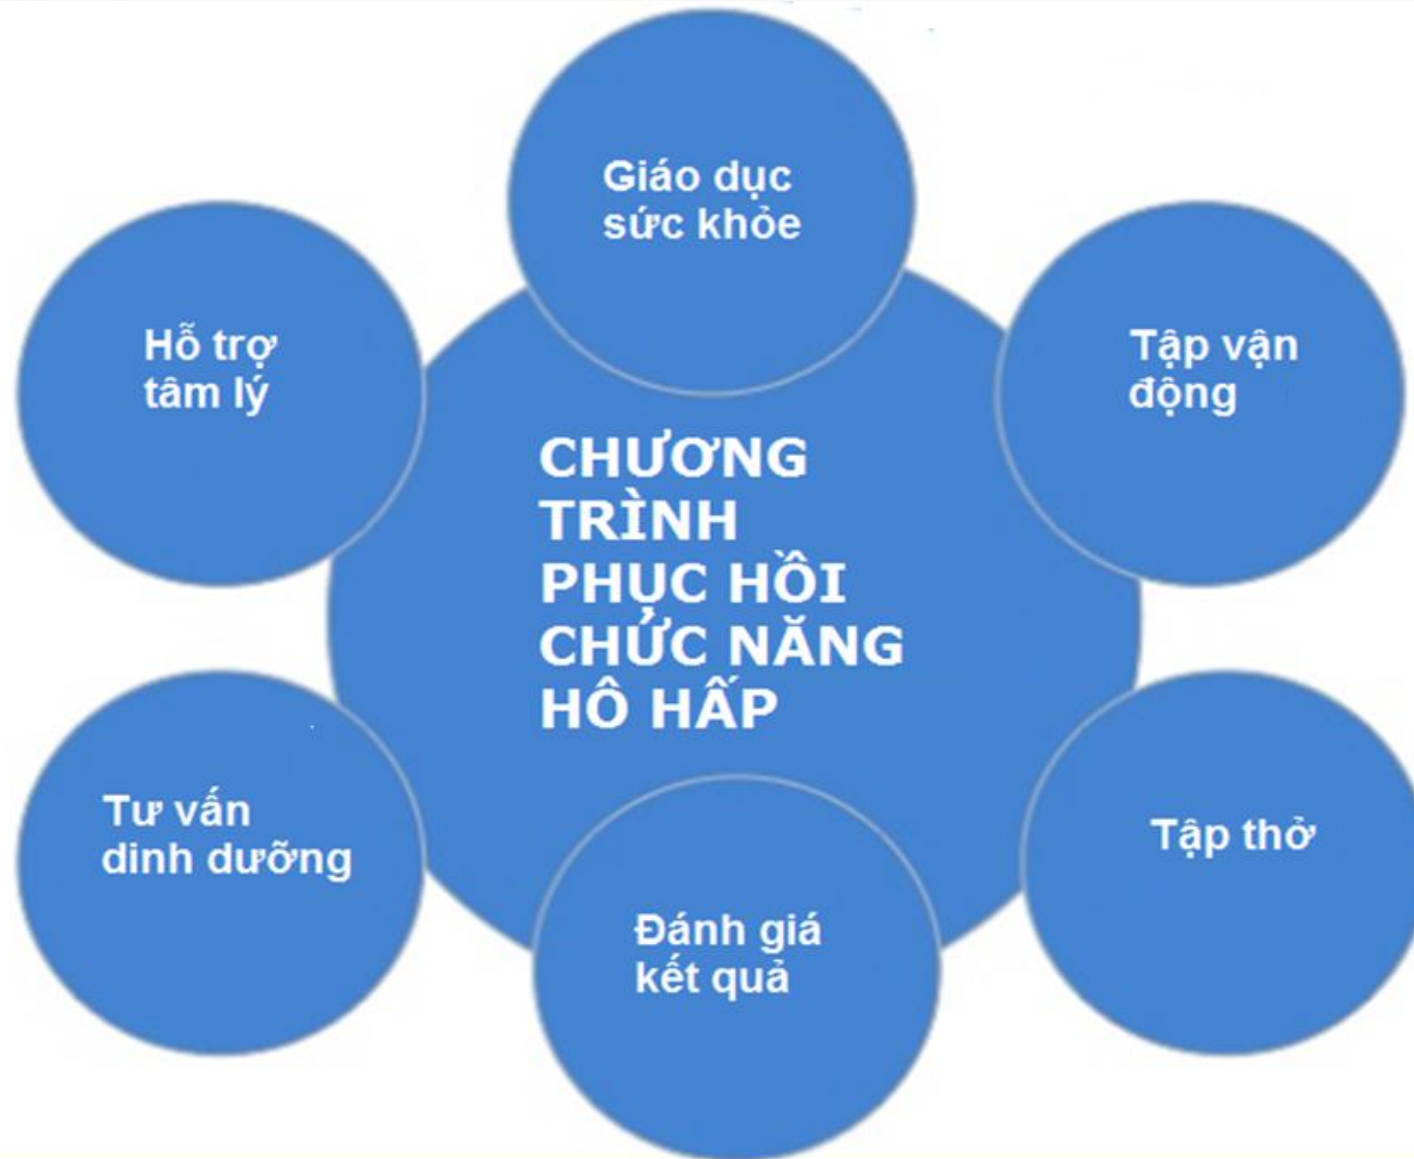 Giáo dục
sức khỏe
Hỗ trợ
tâm lý
Tập vận
động
CHƯƠNG
TRÌNH
PHỤC HỒI
CHỨC NĂNG
HÔ HẤP
Tư vấn
dinh dưỡng
Tập thở
Đánh giá
kết quả